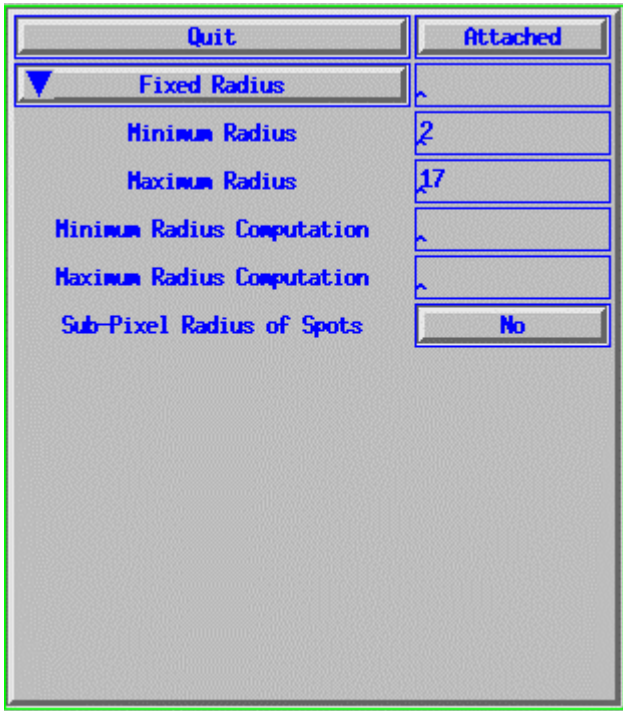 Quit Attached
Fixed Radius
Minimum Radius 2
Maximum Radius 17
Minimum Radius Computation
Maximum Radius Computation
Sub-Pixel Radius of Spots No